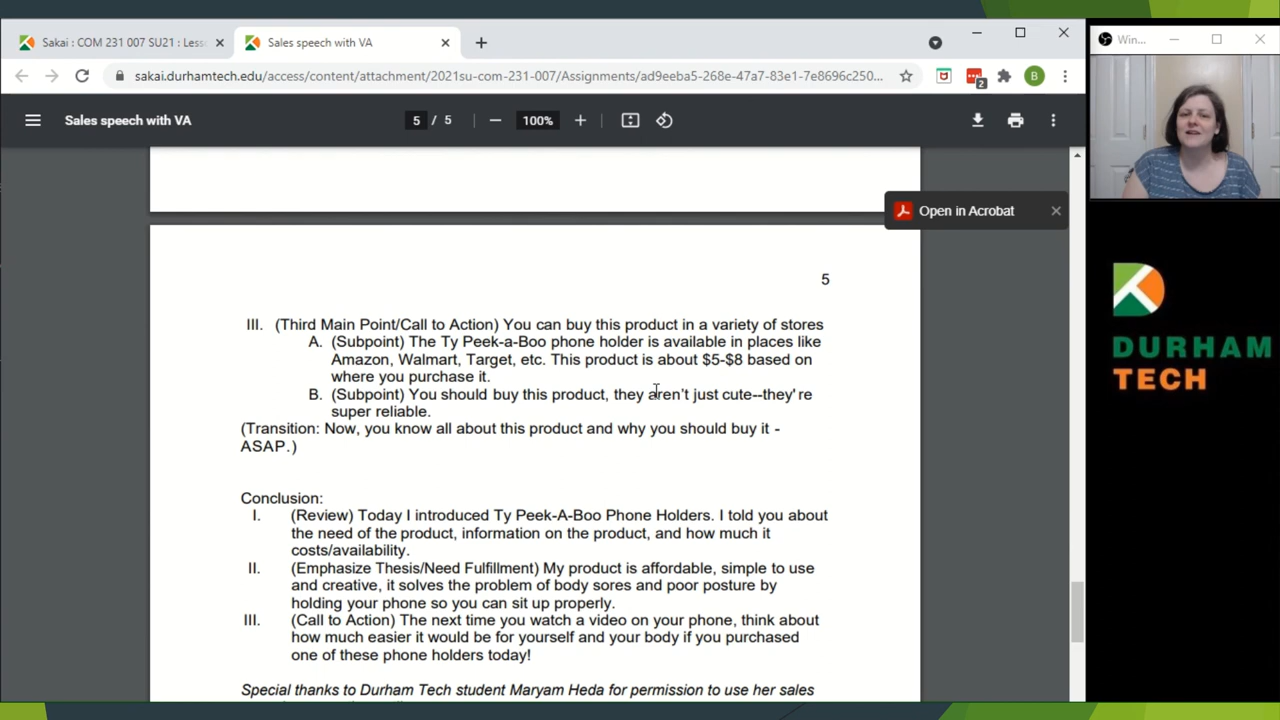 Sakai : COM 231 007 SU21 : Less
Sales speech with VA
Win...
sakai.durhamtech.edu/access/content/attachment/2021su-com-231-007/Assignments/ad9eeba5-268e-47a7-83e1-7e8696c250...
2
B
Sales speech with VA
5 / 5
100%
Open in Acrobat
5
III. (Third Main Point/Call to Action) You can buy this product in a variety of stores
A. (Subpoint) The Ty Peek-a-Boo phone holder is available in places like
Amazon, Walmart, Target, etc. This product is about $5-$8 based on
where you purchase it.
B. (Subpoint) You should buy this product, they aren't just cute--they're
super reliable.
(Transition: Now, you know all about this product and why you should buy it -
ASAP.)
Conclusion:
I. (Review) Today I introduced Ty Peek-A-Boo Phone Holders. I told you about
the need of the product, information on the product, and how much it
costs/availability.
II. (Emphasize Thesis/Need Fulfillment) My product is affordable, simple to use
and creative, it solves the problem of body sores and poor posture by
holding your phone so you can sit up properly.
III. (Call to Action) The next time you watch a video on your phone, think about
how much easier it would be for yourself and your body if you purchased
one of these phone holders today!
Special thanks to Durham Tech student Maryam Heda for permission to use her sales
DURHAM
TECH